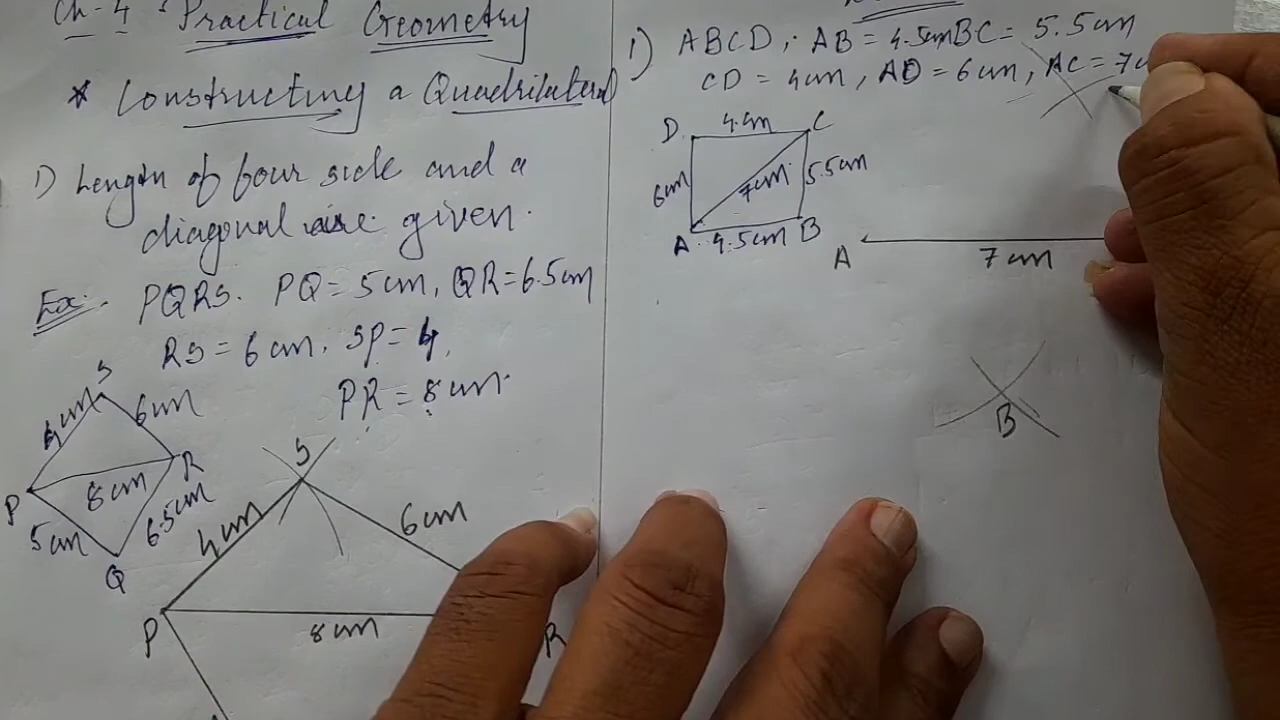 Ch-4 : Practical Geometry
* Constructing a Quadrilateral
1) Length of four side and a
diagonal are given.
Ex:. PQRS. PQ = 5cm, QR = 6.5cm
RS = 6cm. SP = 4,
PR = 8cm.
S
4cm
6cm
P
8cm
R
5cm
6.5cm
Q
S
4cm
6cm
P
8cm
R
1) ABCD, AB = 4.5cm BC = 5.5cm
CD = 4cm, AD = 6cm, AC = 7
D
4cm
C
6cm
7cm
5.5cm
A
4.5cm
B
A
7cm
B